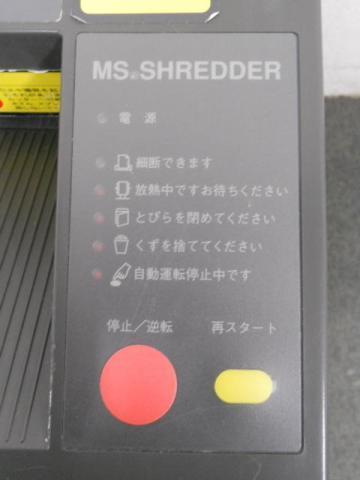 MS SHREDDER
電源
細断できます
放熱中ですお待ちください
とびらを閉めてください
くずを捨ててください
自動運転停止中です
停止／逆転 再スタート